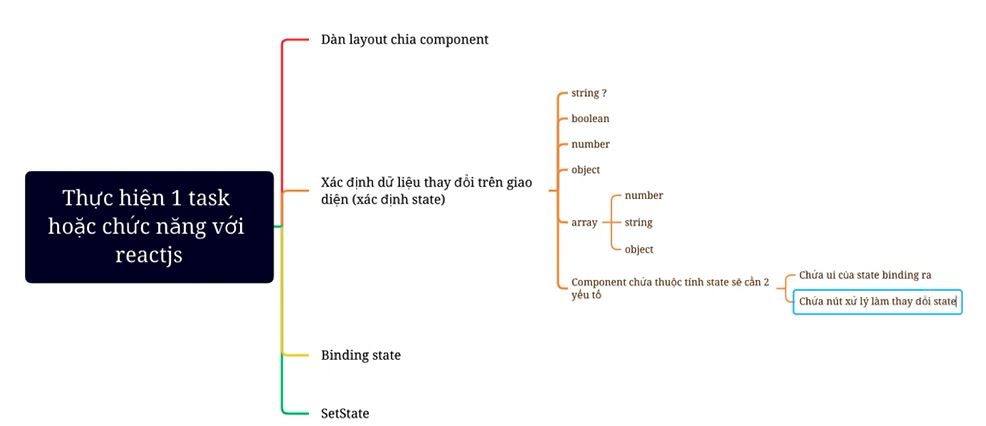 Thực hiện 1 task
hoặc chức năng với
reactjs
Dàn layout chia component
Xác định dữ liệu thay đổi trên giao
diện (xác định state)
string ?
boolean
number
object
array
number
string
object
Component chứa thuộc tính state sẽ cần 2
yếu tố
Chứa ui của state binding ra
Chứa nút xử lý làm thay đổi state
Binding state
SetState